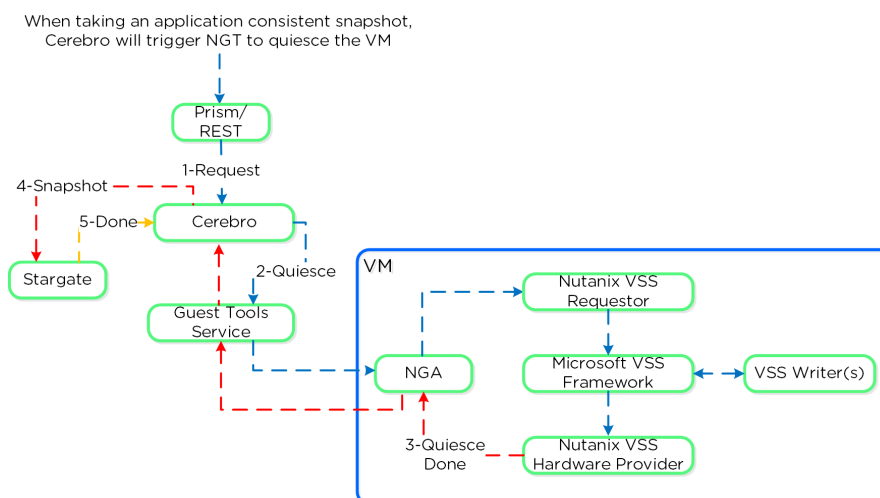 When taking an application consistent snapshot,
Cerebro will trigger NGT to quiesce the VM
Prism/
REST
1-Request
4-Snapshot
5-Done
Cerebro
Stargate
2-Quiesce
Guest Tools
Service
VM
Nutanix VSS
Requestor
NGA
Microsoft VSS
Framework
VSS Writer(s)
3-Quiesce
Done
Nutanix VSS
Hardware Provider